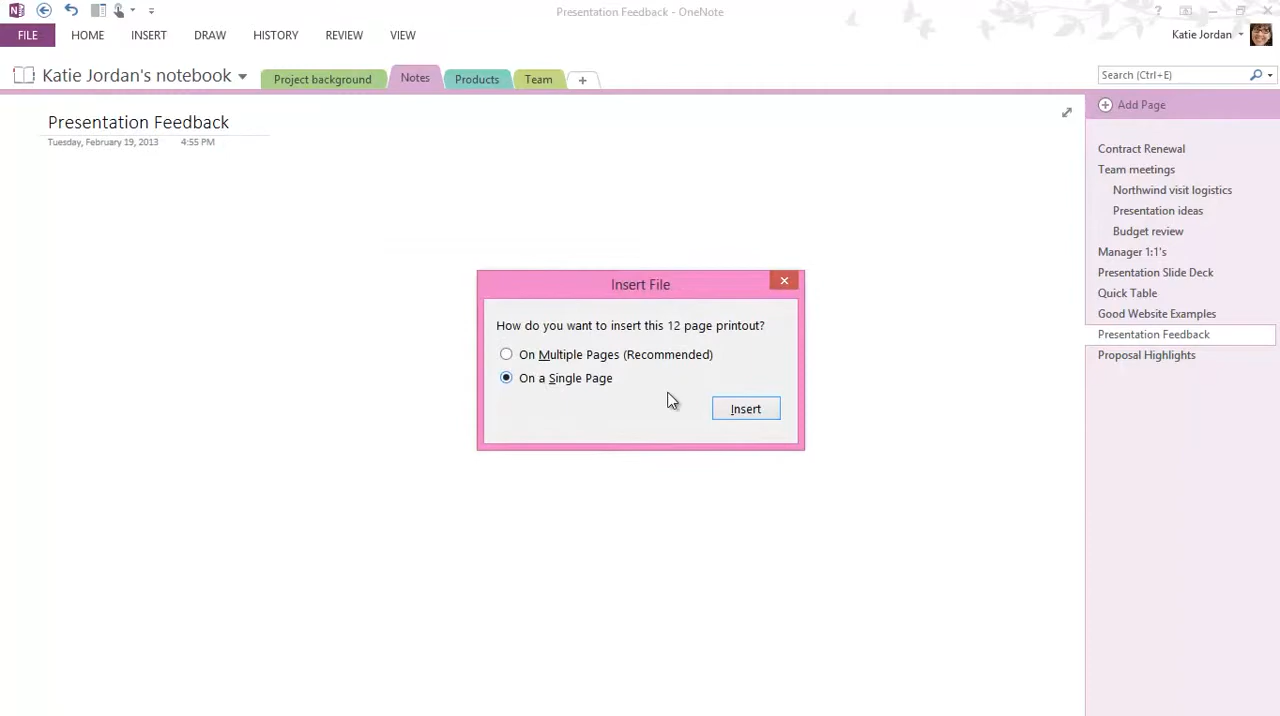 Presentation Feedback - OneNote
?
FILE HOME INSERT DRAW HISTORY REVIEW VIEW
Katie Jordan
Katie Jordan's notebook
Project background Notes Products Team
Search (Ctrl+E)
Presentation Feedback
Tuesday, February 19, 2013 4:55 PM
Add Page
Contract Renewal
Team meetings
Northwind visit logistics
Presentation ideas
Budget review
Manager 1:1's
Presentation Slide Deck
Quick Table
Good Website Examples
Presentation Feedback
Proposal Highlights
Insert File
How do you want to insert this 12 page printout?
On Multiple Pages (Recommended)
On a Single Page
Insert